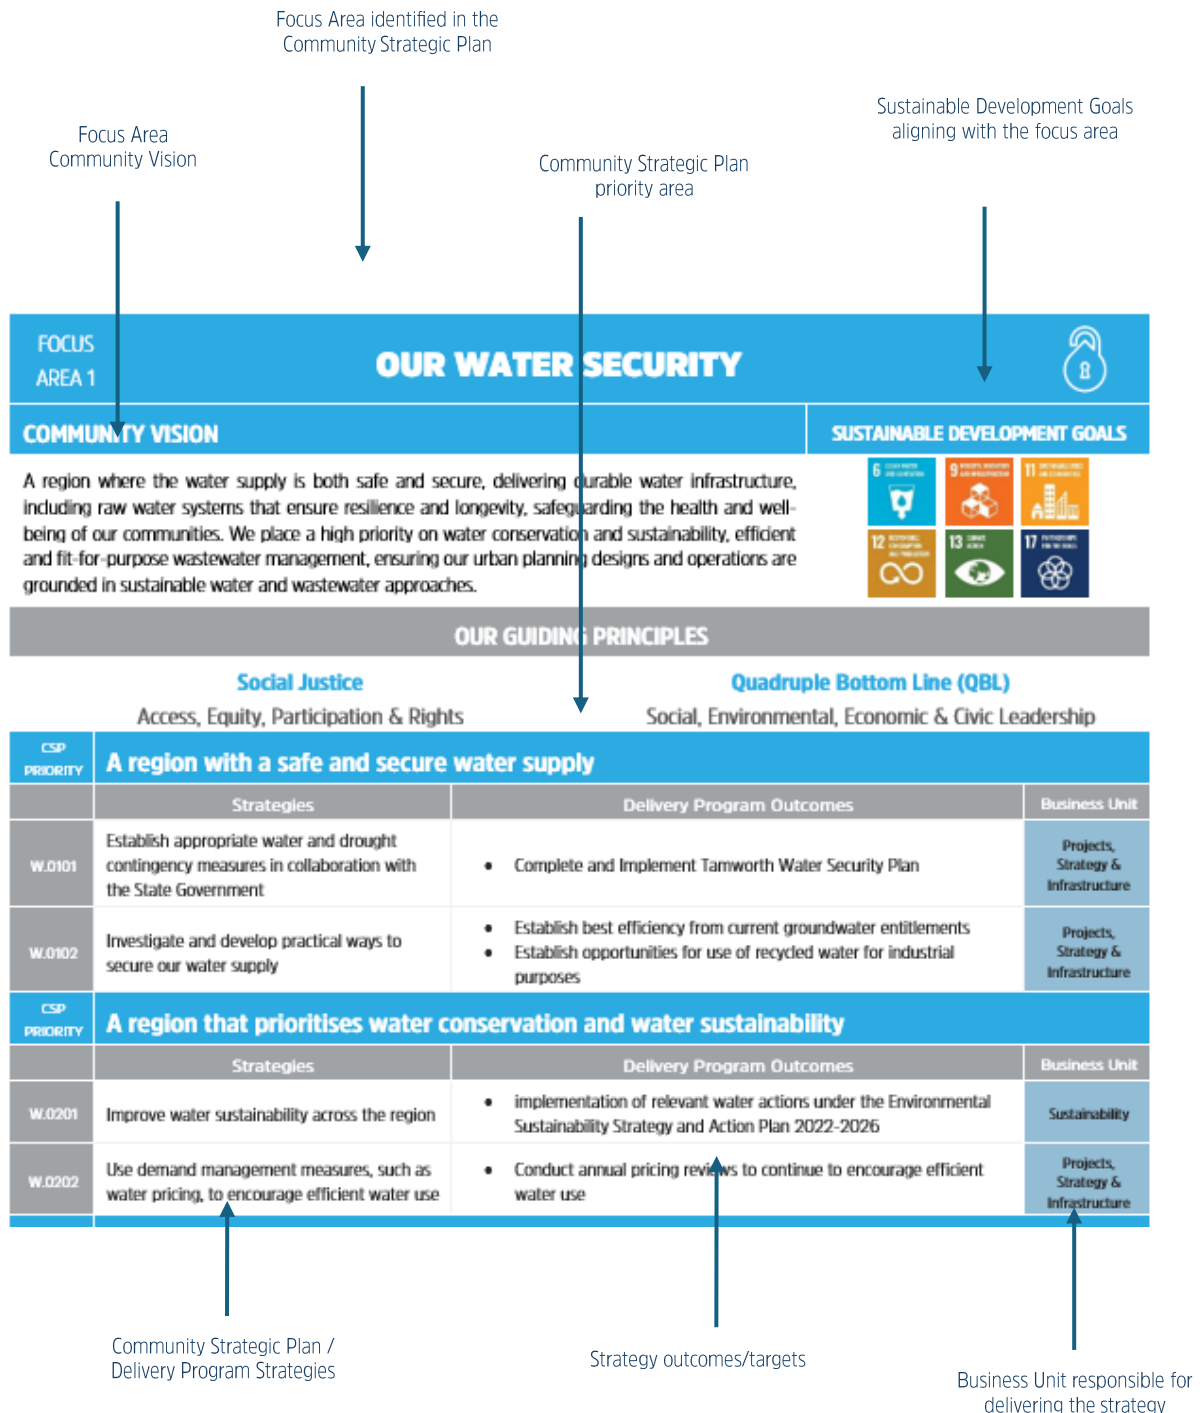 Focus Area identified in the
Community Strategic Plan
Sustainable Development Goals
aligning with the focus area
Focus Area
Community Vision
Community Strategic Plan
priority area
FOCUS
AREA 1
OUR WATER SECURITY
COMMUNITY VISION
SUSTAINABLE DEVELOPMENT GOALS
A region where the water supply is both safe and secure, delivering durable water infrastructure,
including raw water systems that ensure resilience and longevity, safeguarding the health and well-
being of our communities. We place a high priority on water conservation and sustainability, efficient
and fit-for-purpose wastewater management, ensuring our urban planning designs and operations are
grounded in sustainable water and wastewater approaches.
6
9
11
12
13
17
OUR GUIDING PRINCIPLES
Social Justice
Access, Equity, Participation & Rights
Quadruple Bottom Line (QBL)
Social, Environmental, Economic & Civic Leadership
CSP
PRIORITY
A region with a safe and secure water supply
Strategies
Delivery Program Outcomes
Business Unit
W.0101
Establish appropriate water and drought
contingency measures in collaboration with
the State Government
• Complete and Implement Tamworth Water Security Plan
Projects,
Strategy &
Infrastructure
W.0102
Investigate and develop practical ways to
secure our water supply
• Establish best efficiency from current groundwater entitlements
• Establish opportunities for use of recycled water for industrial
purposes
Projects,
Strategy &
Infrastructure
CSP
PRIORITY
A region that prioritises water conservation and water sustainability
Strategies
Delivery Program Outcomes
Business Unit
W.0201
Improve water sustainability across the region
• implementation of relevant water actions under the Environmental
Sustainability Strategy and Action Plan 2022-2026
Sustainability
W.0202
Use demand management measures, such as
water pricing, to encourage efficient water use
• Conduct annual pricing reviews to continue to encourage efficient
water use
Projects,
Strategy &
Infrastructure
Community Strategic Plan /
Delivery Program Strategies
Strategy outcomes/targets
Business Unit responsible for
delivering the strategy